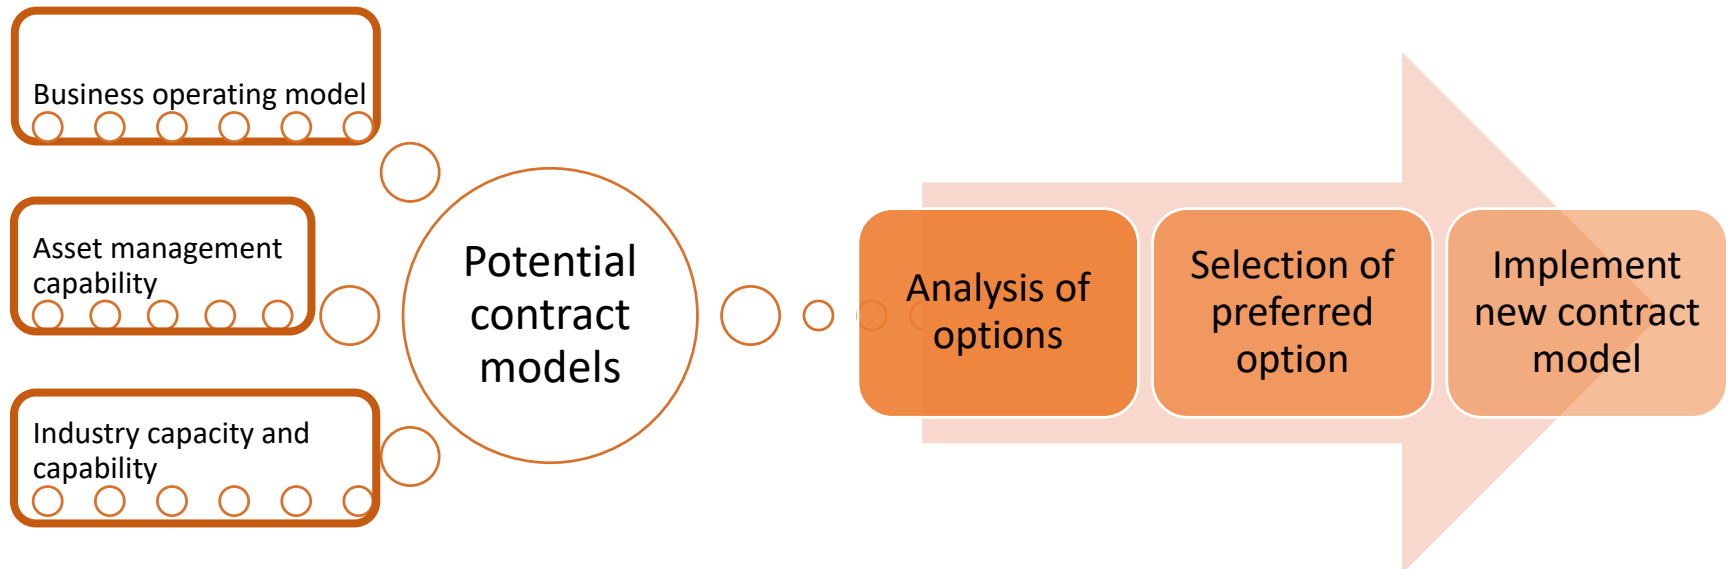 Business operating model
Asset management
capability
Industry capacity and
capability
Potential
contract
models
Analysis of
options
Selection of
preferred
option
Implement
new contract
model